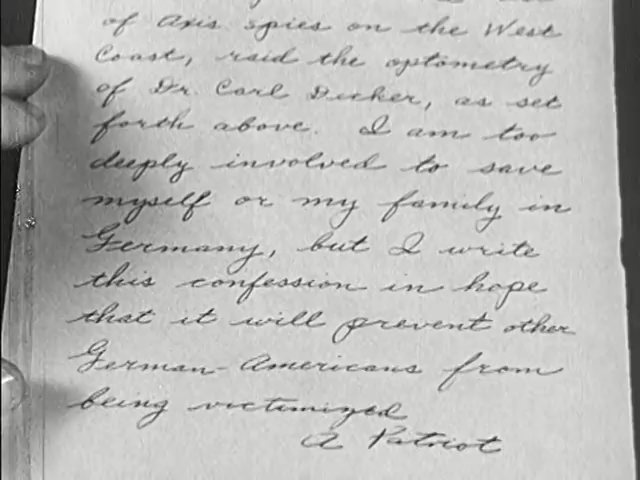 of Axis spies on the West
Coast, raid the optometry
of Dr. Carl Decker, as set
forth above. I am too
deeply involved to save
myself or my family in
Germany, but I write
this confession in hope
that it will prevent other
German-Americans from
being victimized
A Patriot